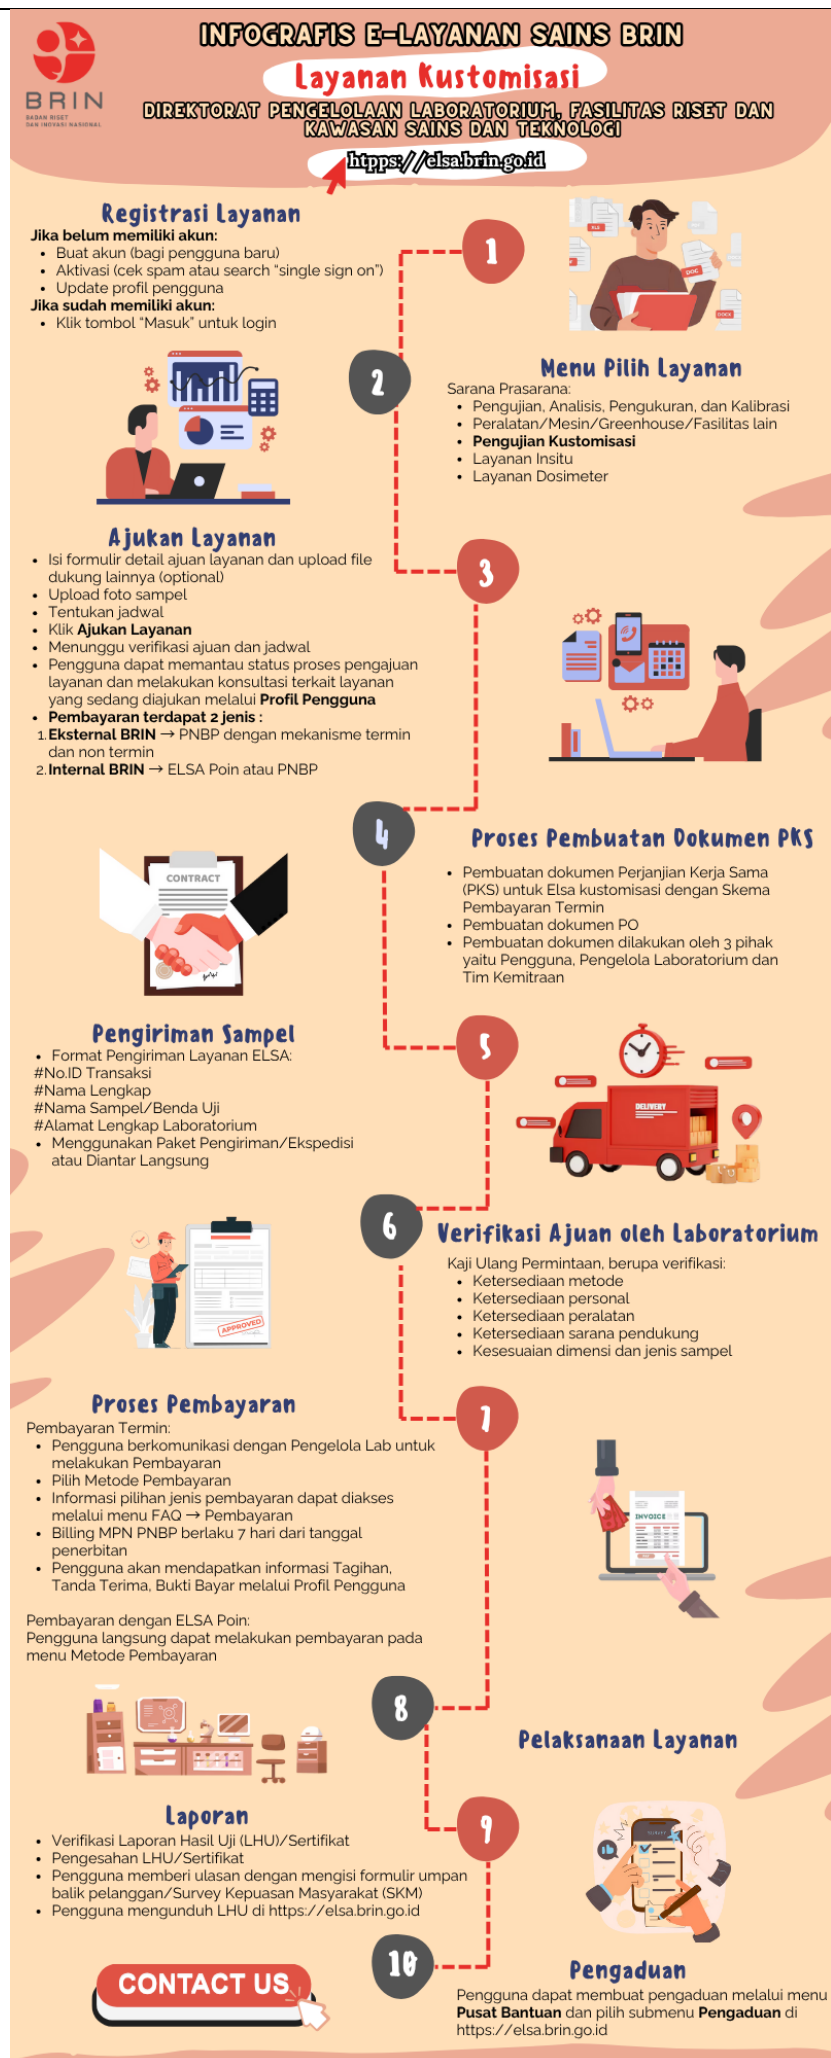 INFOGRAFIS E-LAYANAN SAINS BRIN
Layanan Kustomisasi
DIREKTORAT PENGELOLAAN LABORATORIUM, FASILITAS RISET DAN
KAWASAN SAINS DAN TEKNOLOGI
htpps://elsa.brin.go.id
BRIN
BADAN RISET
DAN INOVASI NASIONAL
Registrasi Layanan
Jika belum memiliki akun:
• Buat akun (bagi pengguna baru)
• Aktivasi (cek spam atau search “single sign on”)
• Update profil pengguna
Jika sudah memiliki akun:
• Klik tombol “Masuk” untuk login
1
XLS
DOC
DOCX
2
Menu Pilih Layanan
Sarana Prasarana:
• Pengujian, Analisis, Pengukuran, dan Kalibrasi
• Peralatan/Mesin/Greenhouse/Fasilitas lain
• Pengujian Kustomisasi
• Layanan Insitu
• Layanan Dosimeter
Ajukan Layanan
• Isi formulir detail ajuan layanan dan upload file
dukung lainnya (optional)
• Upload foto sampel
• Tentukan jadwal
• Klik Ajukan Layanan
• Menunggu verifikasi ajuan dan jadwal
• Pengguna dapat memantau status proses pengajuan
layanan dan melakukan konsultasi terkait layanan
yang sedang diajukan melalui Profil Pengguna
• Pembayaran terdapat 2 jenis :
1. Eksternal BRIN → PNBP dengan mekanisme termin
dan non termin
2. Internal BRIN → ELSA Poin atau PNBP
3
4
CONTRACT
Proses Pembuatan Dokumen PKS
• Pembuatan dokumen Perjanjian Kerja Sama
(PKS) untuk Elsa kustomisasi dengan Skema
Pembayaran Termin
• Pembuatan dokumen PO
• Pembuatan dokumen dilakukan oleh 3 pihak
yaitu Pengguna, Pengelola Laboratorium dan
Tim Kemitraan
Pengiriman Sampel
• Format Pengiriman Layanan ELSA:
#No.ID Transaksi
#Nama Lengkap
#Nama Sampel/Benda Uji
#Alamat Lengkap Laboratorium
• Menggunakan Paket Pengiriman/Ekspedisi
atau Diantar Langsung
5
DELIVERY
6
APPROVED
Verifikasi Ajuan oleh Laboratorium
Kaji Ulang Permintaan, berupa verifikasi:
• Ketersediaan metode
• Ketersediaan personal
• Ketersediaan peralatan
• Ketersediaan sarana pendukung
• Kesesuaian dimensi dan jenis sampel
Proses Pembayaran
Pembayaran Termin:
• Pengguna berkomunikasi dengan Pengelola Lab untuk
melakukan Pembayaran
• Pilih Metode Pembayaran
• Informasi pilihan jenis pembayaran dapat diakses
melalui menu FAQ → Pembayaran
• Billing MPN PNBP berlaku 7 hari dari tanggal
penerbitan
• Pengguna akan mendapatkan informasi Tagihan,
Tanda Terima, Bukti Bayar melalui Profil Pengguna
Pembayaran dengan ELSA Poin:
Pengguna langsung dapat melakukan pembayaran pada
menu Metode Pembayaran
7
INVOICE
8
Pelaksanaan Layanan
Laporan
• Verifikasi Laporan Hasil Uji (LHU)/Sertifikat
• Pengesahan LHU/Sertifikat
• Pengguna memberi ulasan dengan mengisi formulir umpan
balik pelanggan/Survey Kepuasan Masyarakat (SKM)
• Pengguna mengunduh LHU di https://elsa.brin.go.id
9
SURVEY
10
CONTACT US
Pengaduan
Pengguna dapat membuat pengaduan melalui menu
Pusat Bantuan dan pilih submenu Pengaduan di
https://elsa.brin.go.id